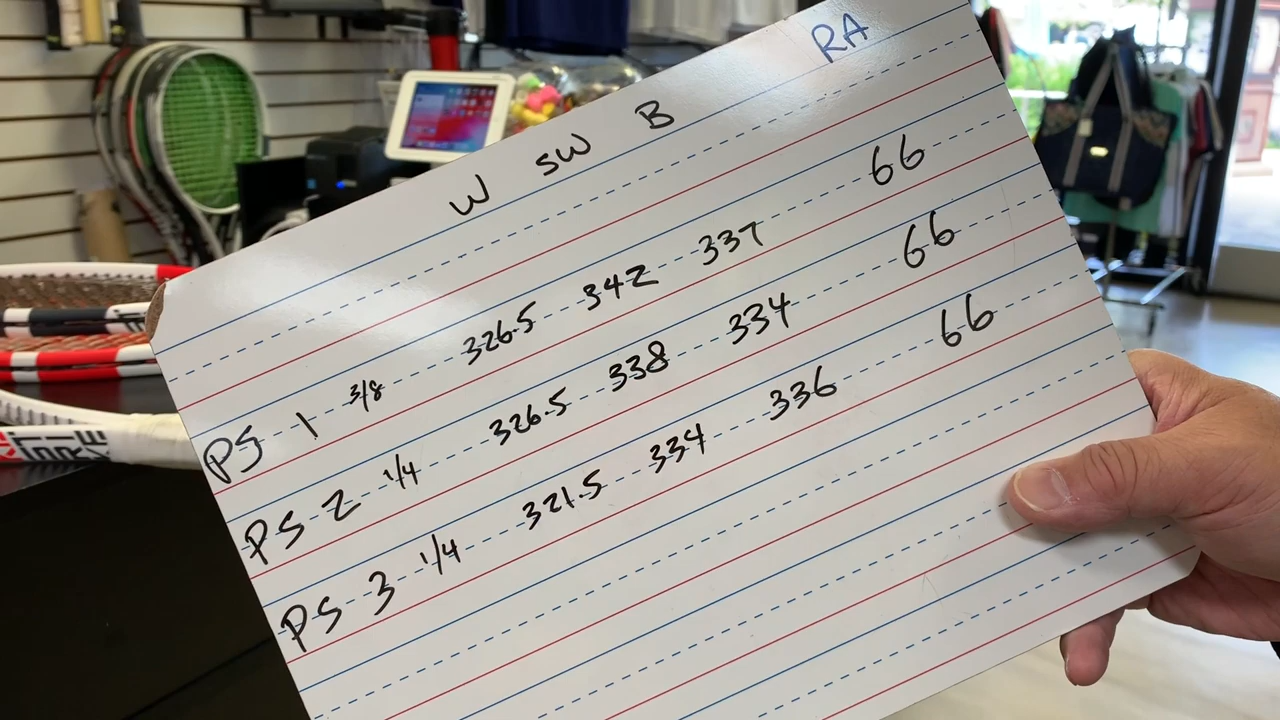 W SW B RA
PS 1 3/8 326.5 342 337 66
PS 2 1/4 326.5 338 334 66
PS 3 1/4 321.5 334 336 66